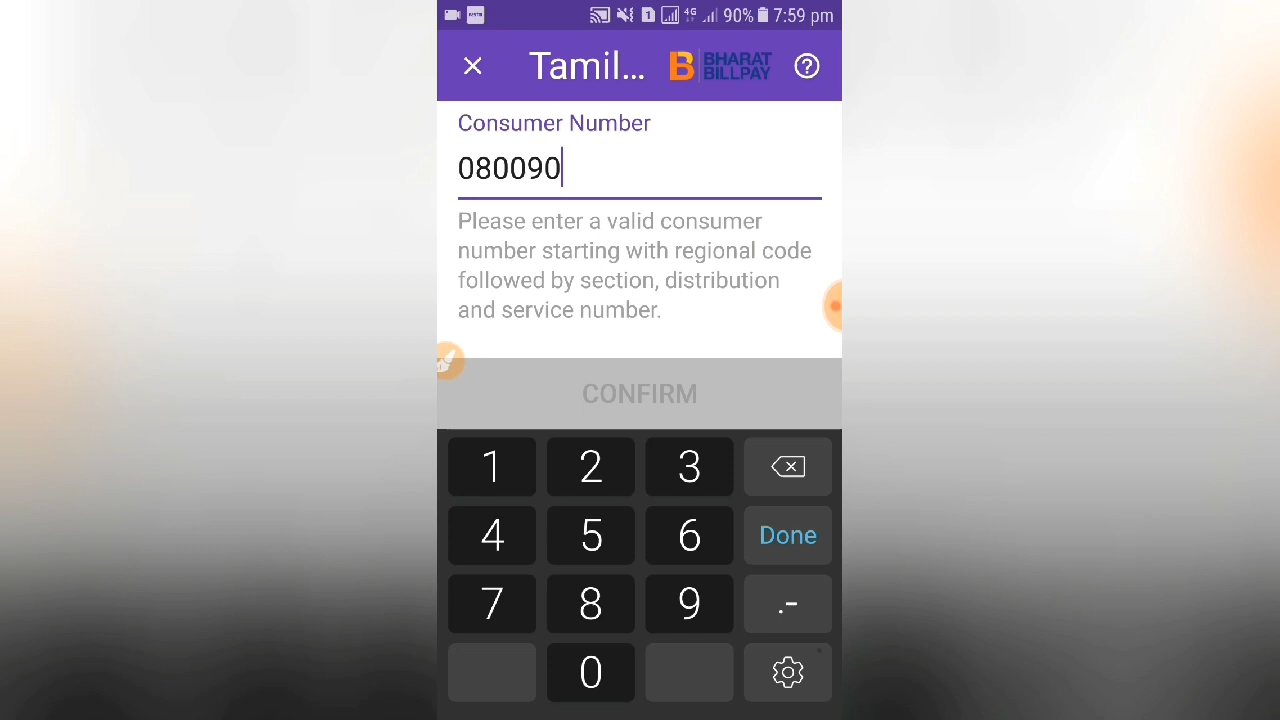 4G 90% 7:59 pm
Tamil... B BHARAT BILLPAY ?
Consumer Number
080090
Please enter a valid consumer
number starting with regional code
followed by section, distribution
and service number.
CONFIRM
1 2 3
4 5 6 Done
7 8 9 .-
0